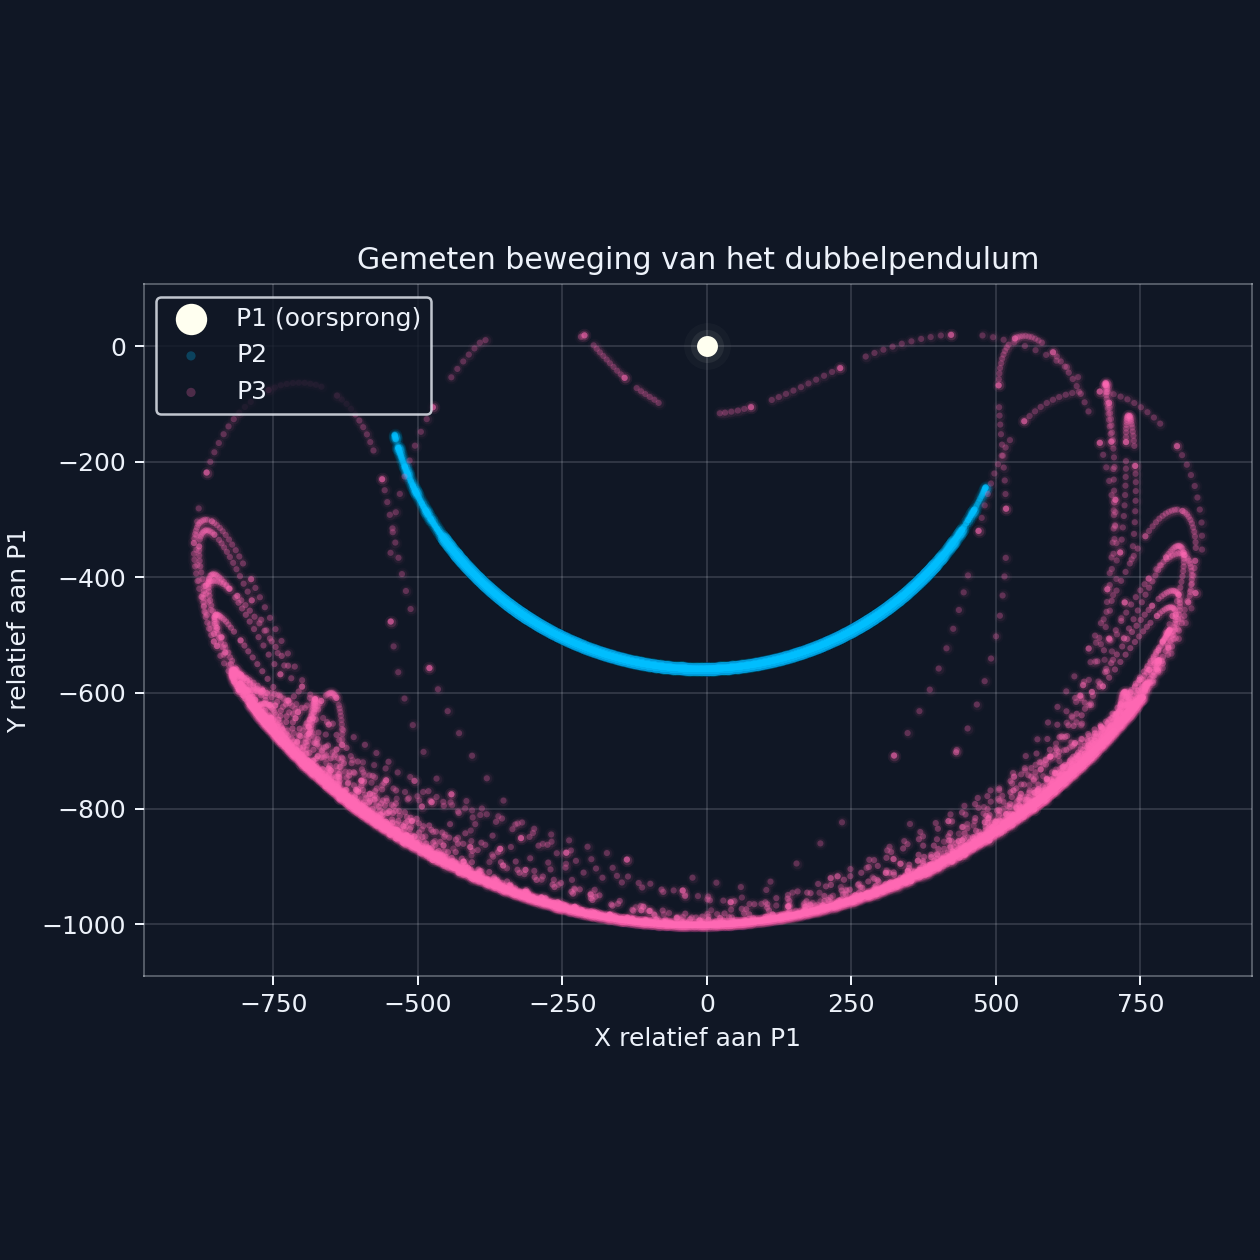 Gemeten beweging van het dubbelpendulum
P1 (oorsprong)
P2
P3
0
−200
−400
−600
−800
−1000
Y relatief aan P1
−750
−500
−250
0
250
500
750
X relatief aan P1